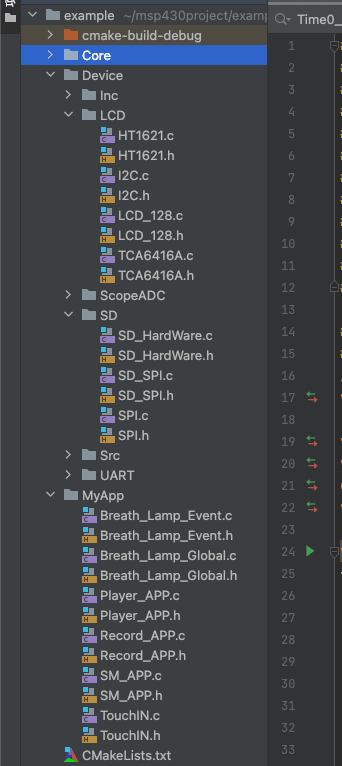 example ~/msp430project/examp
cmake-build-debug
Core
Device
Inc
LCD
HT1621.c
HT1621.h
I2C.c
I2C.h
LCD_128.c
LCD_128.h
TCA6416A.c
TCA6416A.h
ScopeADC
SD
SD_HardWare.c
SD_HardWare.h
SD_SPI.c
SD_SPI.h
SPI.c
SPI.h
Src
UART
MyApp
Breath_Lamp_Event.c
Breath_Lamp_Event.h
Breath_Lamp_Global.c
Breath_Lamp_Global.h
Player_APP.c
Player_APP.h
Record_APP.c
Record_APP.h
SM_APP.c
SM_APP.h
TouchIN.c
TouchIN.h
CMakeLists.txt
Time0_
1
2
3
4
5
6
7
8
9
10
11
12
13
14
15
16
17
18
19
20
21
22
23
24
25
26
27
28
29
30
31
32
33